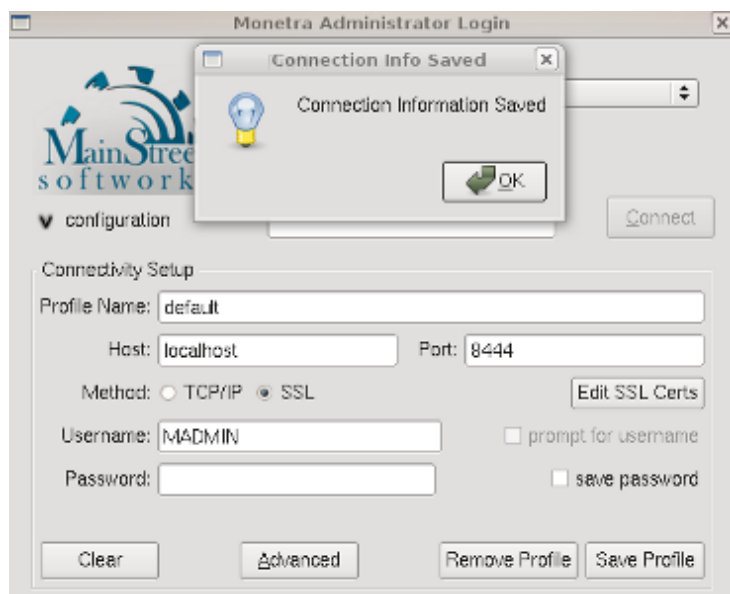 Monetra Administrator Login
Connection Info Saved
Connection Information Saved
OK
MainStree
softwork
configuratio
Connect
Connectivity Setup
Profile Name: default
Host: localhost Port: 8444
Method: TCP/IP SSL Edit SSL Certs
Username: MADMIN prompt for username
Password: save password
Clear Advanced Remove Profile Save Profile